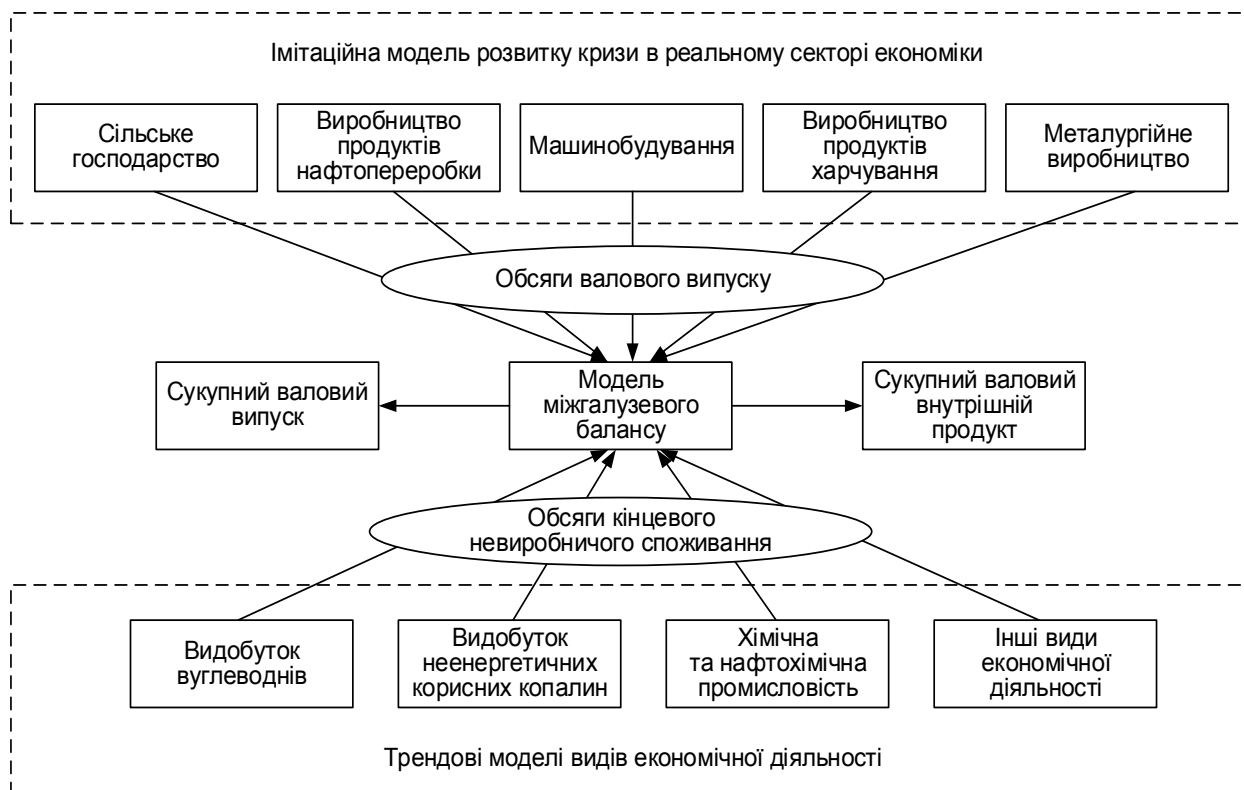 Імітаційна модель розвитку кризи в реальному секторі економіки
Сільське
господарство
Виробництво
продуктів
нафтопереробки
Машинобудування
Виробництво
продуктів
харчування
Металургійне
виробництво
Обсяги валового випуску
Сукупний валовий
випуск
Модель
міжгалузевого
балансу
Сукупний валовий
внутрішній
продукт
Обсяги кінцевого
невиробничого споживання
Видобуток
вуглеводнів
Видобуток
неенергетичних
корисних копалин
Хімічна
та нафтохімічна
промисловість
Інші види
економічної
діяльності
Трендові моделі видів економічної діяльності